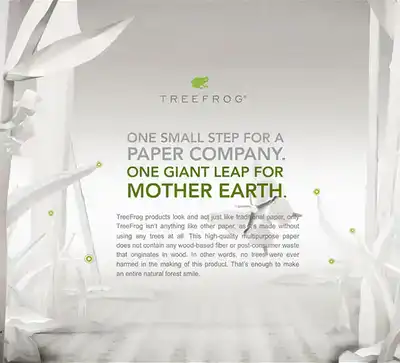 TREEFROG®
ONE SMALL STEP FOR A
PAPER COMPANY.
ONE GIANT LEAP FOR
MOTHER EARTH.
TreeFrog products look and act just like traditional paper, only
TreeFrog isn't anything like other paper, as it's made without
using any trees at all. This high-quality multipurpose paper
does not contain any wood-based fiber or post-consumer waste
that originates in wood. In other words, no trees were ever
harmed in the making of this product. That's enough to make
an entire natural forest smile.